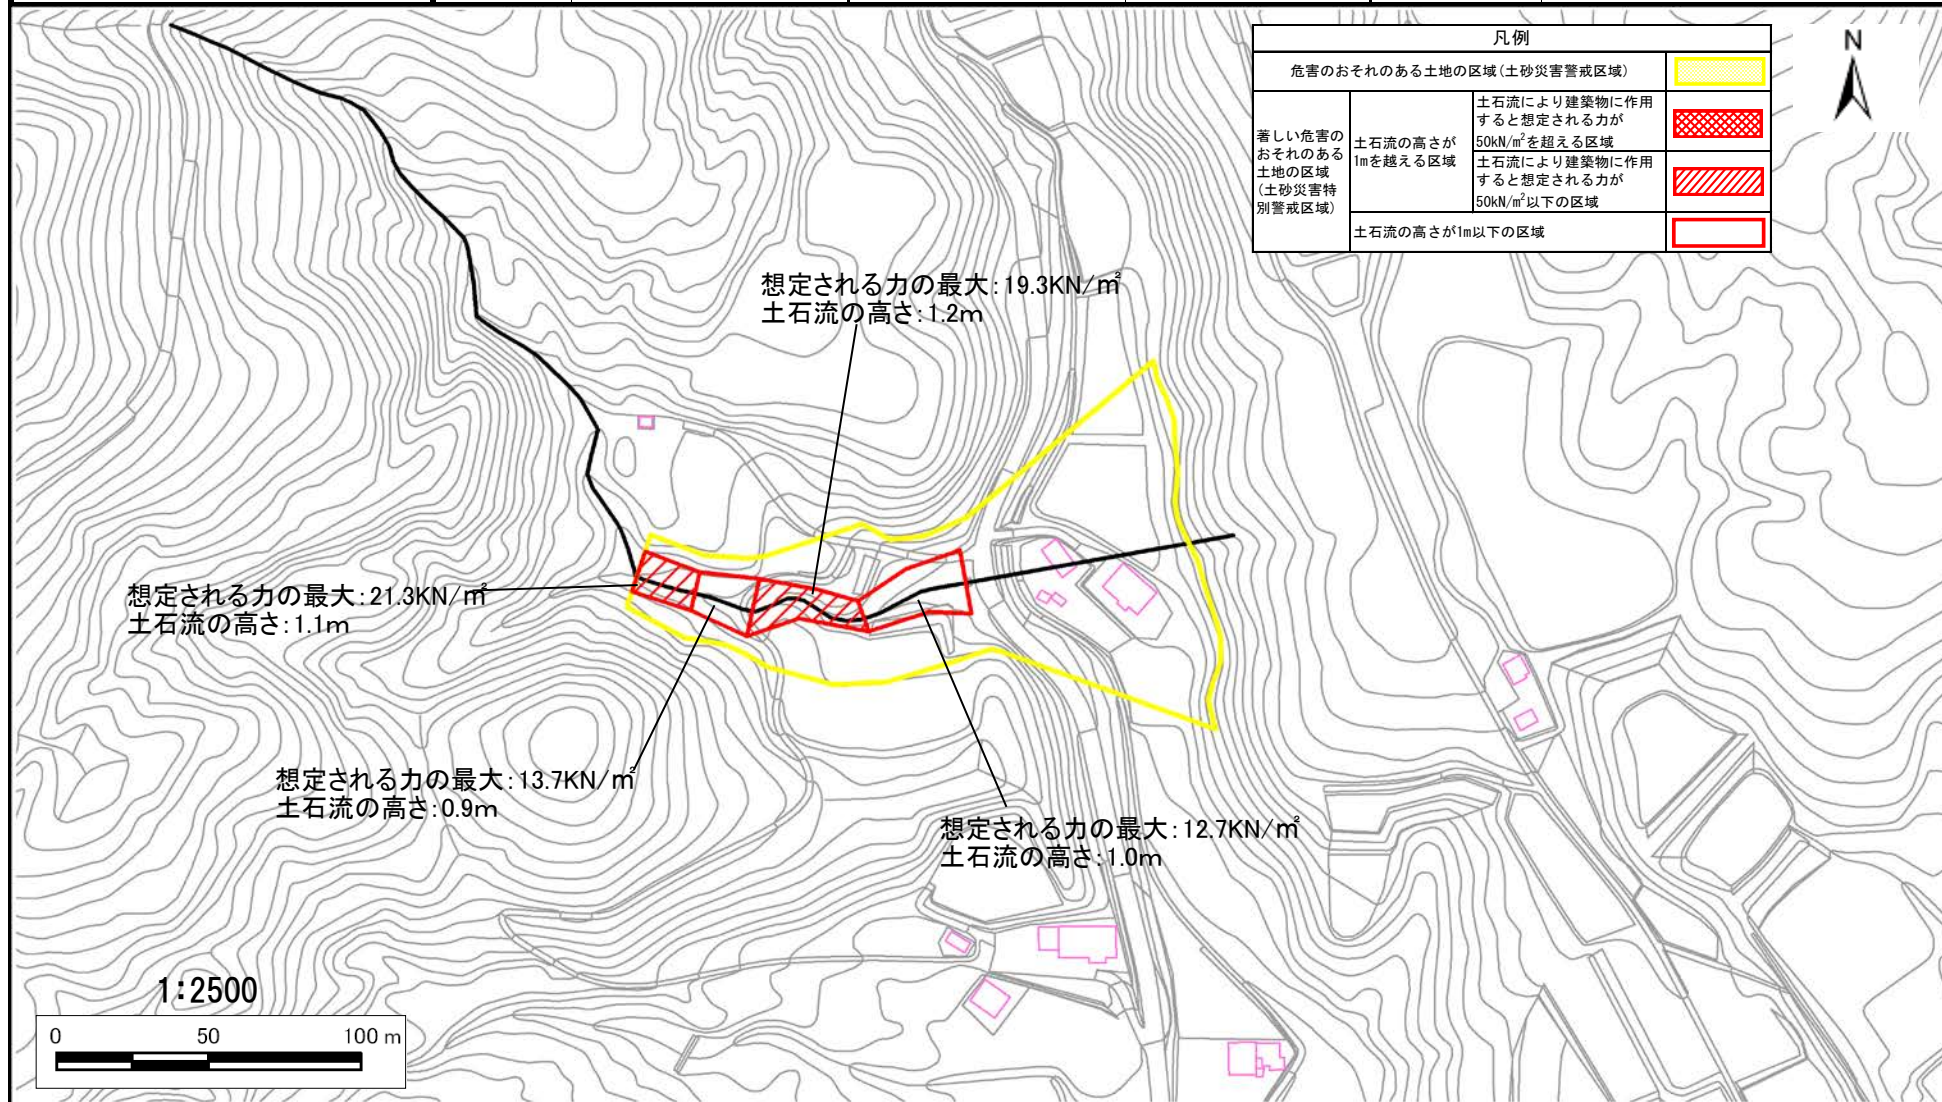 凡例
危害のおそれのある土地の区域(土砂災害警戒区域)
著しい危害の
おそれのある
土地の区域
(土砂災害特
別警戒区域)
土石流の高さが
1mを越える区域
土石流により建築物に作用
すると想定される力が
50kN/㎡を超える区域
土石流により建築物に作用
すると想定される力が
50kN/㎡以下の区域
土石流の高さが1m以下の区域
N
想定される力の最大:19.3KN/㎡
土石流の高さ:1.2m
想定される力の最大:21.3KN/㎡
土石流の高さ:1.1m
想定される力の最大:13.7KN/㎡
土石流の高さ:0.9m
想定される力の最大:12.7KN/㎡
土石流の高さ:1.0m
1:2500
0 50 100 m